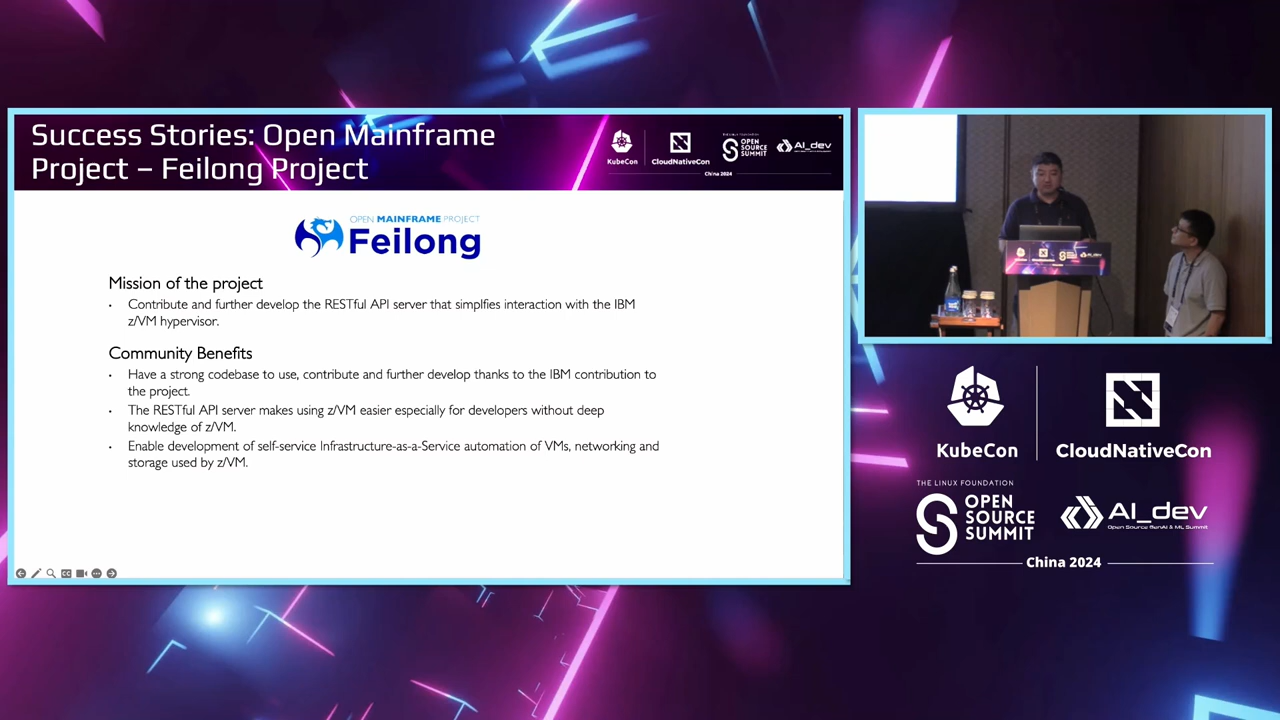 Success Stories: Open Mainframe
Project – Feilong Project
KubeCon
CloudNativeCon
THE LINUX FOUNDATION
OPEN
SOURCE
SUMMIT
AI_dev
China 2024
OPEN MAINFRAME PROJECT
Feilong
Mission of the project
• Contribute and further develop the RESTful API server that simplfies interaction with the IBM
z/VM hypervisor.
Community Benefits
• Have a strong codebase to use, contribute and further develop thanks to the IBM contribution to
the project.
• The RESTful API server makes using z/VM easier especially for developers without deep
knowledge of z/VM.
• Enable development of self-service Infrastructure-as-a-Service automation of VMs, networking and
storage used by z/VM.
KubeCon
CloudNativeCon
THE LINUX FOUNDATION
OPEN
SOURCE
SUMMIT
AI_dev
Open Source GenAI & ML Summit
China 2024